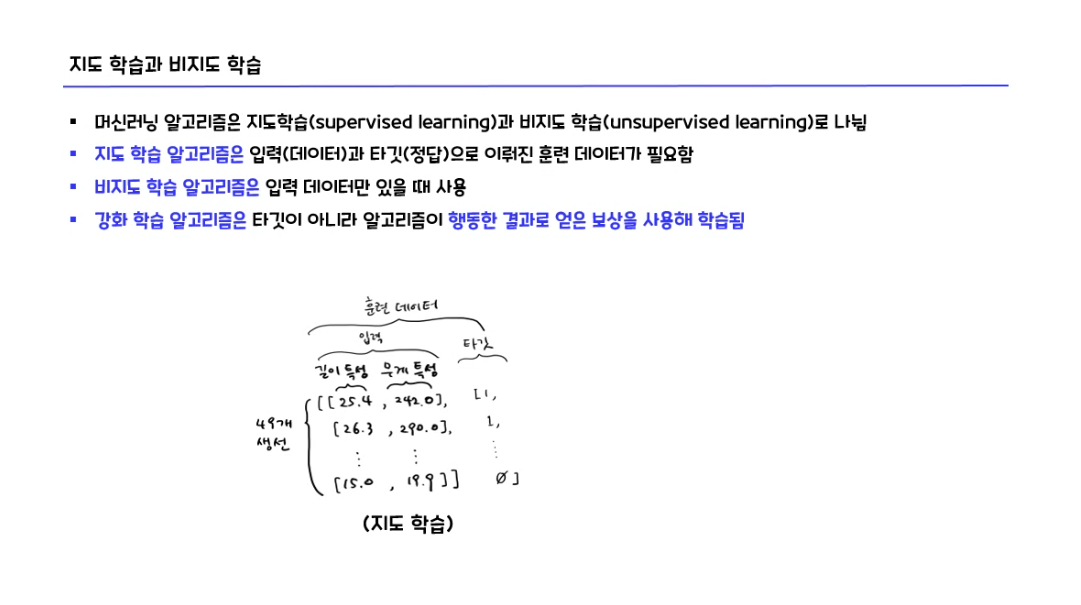 지도 학습과 비지도 학습
▪ 머신러닝 알고리즘은 지도학습(supervised learning)과 비지도 학습(unsupervised learning)로 나뉨
▪ 지도 학습 알고리즘은 입력(데이터)과 타깃(정답)으로 이뤄진 훈련 데이터가 필요함
▪ 비지도 학습 알고리즘은 입력 데이터만 있을 때 사용
▪ 강화 학습 알고리즘은 타깃이 아니라 알고리즘이 행동한 결과로 얻은 보상을 사용해 학습됨
훈련 데이터
입력 타깃
길이 특성 무게 특성
[[25.4 , 242.0], [1,
49개
생선
[26.3 , 290.0], 1,
⋮ ⋮ ⋮
[15.0 , 19.9]] 0]
(지도 학습)